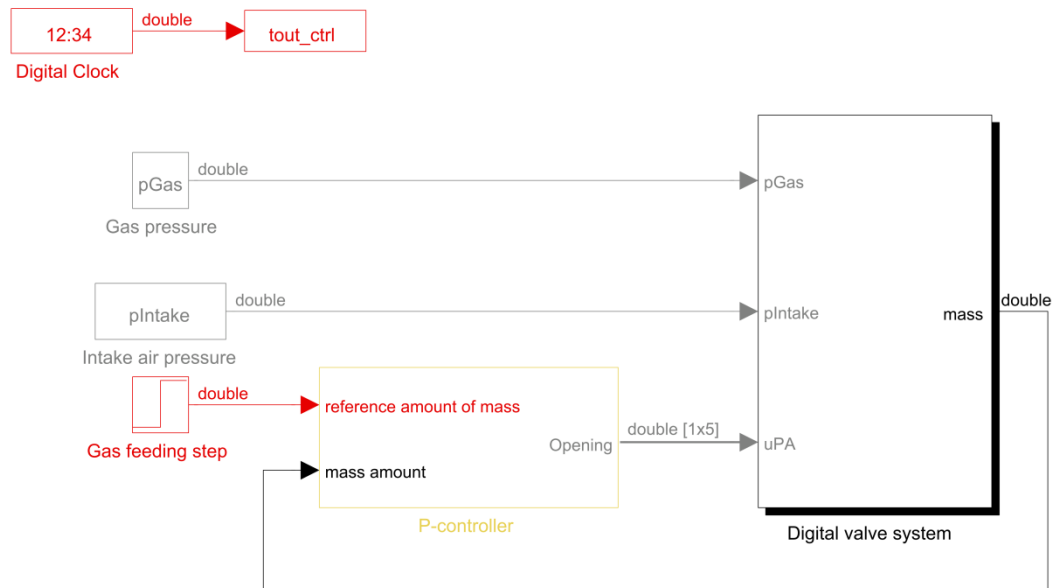 12:34
double
tout_ctrl
Digital Clock
pGas
double
pGas
Gas pressure
pIntake
double
pIntake
mass
double
Intake air pressure
double
reference amount of mass
Gas feeding step
Opening
double [1x5]
uPA
mass amount
P-controller
Digital valve system